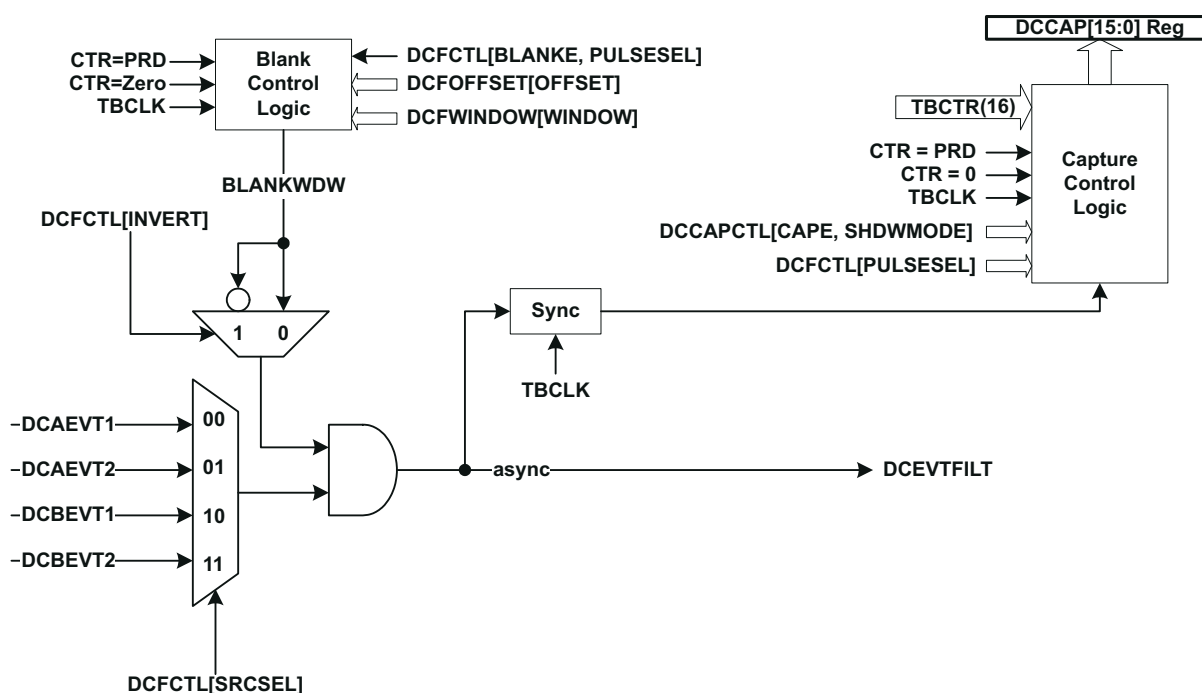 DCCAP[15:0] Reg
CTR=PRD
CTR=Zero
TBCLK
Blank
Control
Logic
DCFCTL[BLANKE, PULSESEL]
DCFOFFSET[OFFSET]
DCFWINDOW[WINDOW]
TBCTR(16)
CTR = PRD
CTR = 0
TBCLK
DCCAPCTL[CAPE, SHDWMODE]
DCFCTL[PULSESEL]
Capture
Control
Logic
BLANKWDW
DCFCTL[INVERT]
1 0
Sync
TBCLK
–DCAEVT1
–DCAEVT2
–DCBEVT1
–DCBEVT2
00
01
10
11
async
DCEVTFILT
DCFCTL[SRCSEL]